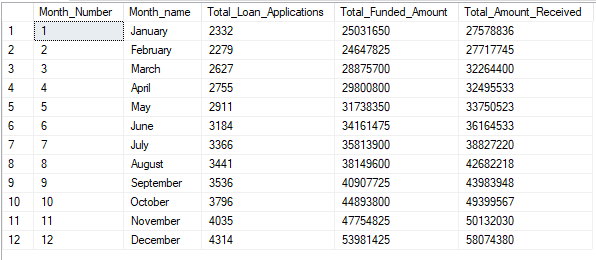 Month_Number Month_name Total_Loan_Applications Total_Funded_Amount Total_Amount_Received
1 1 January 2332 25031650 27578836
2 2 February 2279 24647825 27717745
3 3 March 2627 28875700 32264400
4 4 April 2755 29800800 32495533
5 5 May 2911 31738350 33750523
6 6 June 3184 34161475 36164533
7 7 July 3366 35813900 38827220
8 8 August 3441 38149600 42682218
9 9 September 3536 40907725 43983948
10 10 October 3796 44893800 49399567
11 11 November 4035 47754825 50132030
12 12 December 4314 53981425 58074380